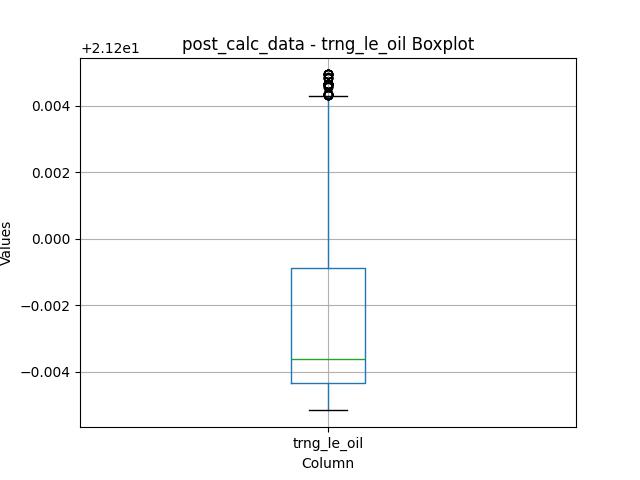 post_calc_data - trng_le_oil Boxplot
+2.12e1
0.004
0.002
0.000
−0.002
−0.004
Values
trng_le_oil
Column